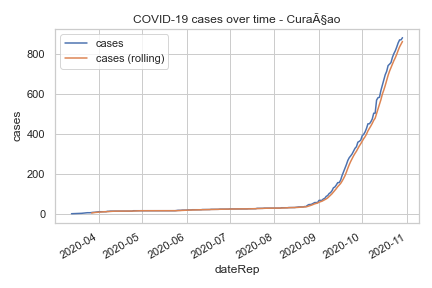 COVID-19 cases over time - CuraÃ§ao
cases
cases (rolling)
800
600
400
200
0
cases
2020-04
2020-05
2020-06
2020-07
2020-08
2020-09
2020-10
2020-11
dateRep